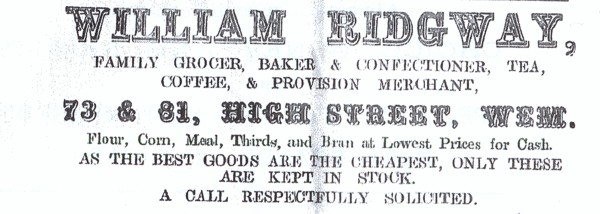 WILLIAM RIDGWAY,
FAMILY GROCER, BAKER & CONFECTIONER, TEA,
COFFEE, & PROVISION MERCHANT,
73 & 81, HIGH STREET, WEM.
Flour, Corn, Meal, Thirds, and Bran at Lowest Prices for Cash.
AS THE BEST GOODS ARE THE CHEAPEST, ONLY THESE
ARE KEPT IN STOCK.
A CALL RESPECTFULLY SOLICITED.